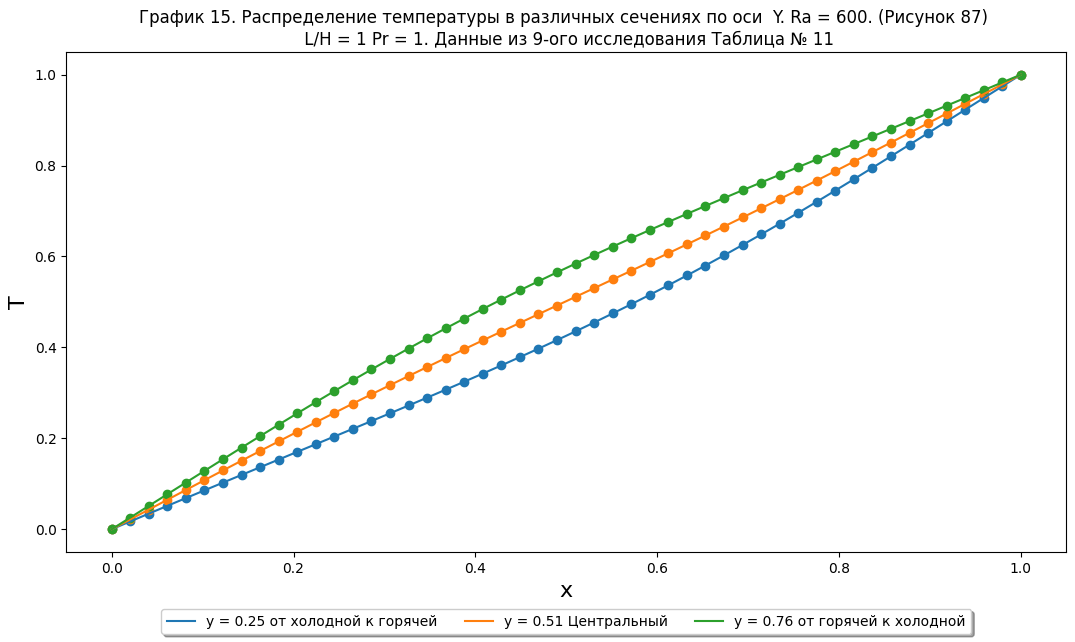 График 15. Распределение температуры в различных сечениях по оси  Y. Ra = 600. (Рисунок 87)
L/H = 1 Pr = 1. Данные из 9-ого исследования Таблица № 11
T
1.0
0.8
0.6
0.4
0.2
0.0
0.0 0.2 0.4 0.6 0.8 1.0
x
y = 0.25 от холодной к горячей y = 0.51 Центральный y = 0.76 от горячей к холодной